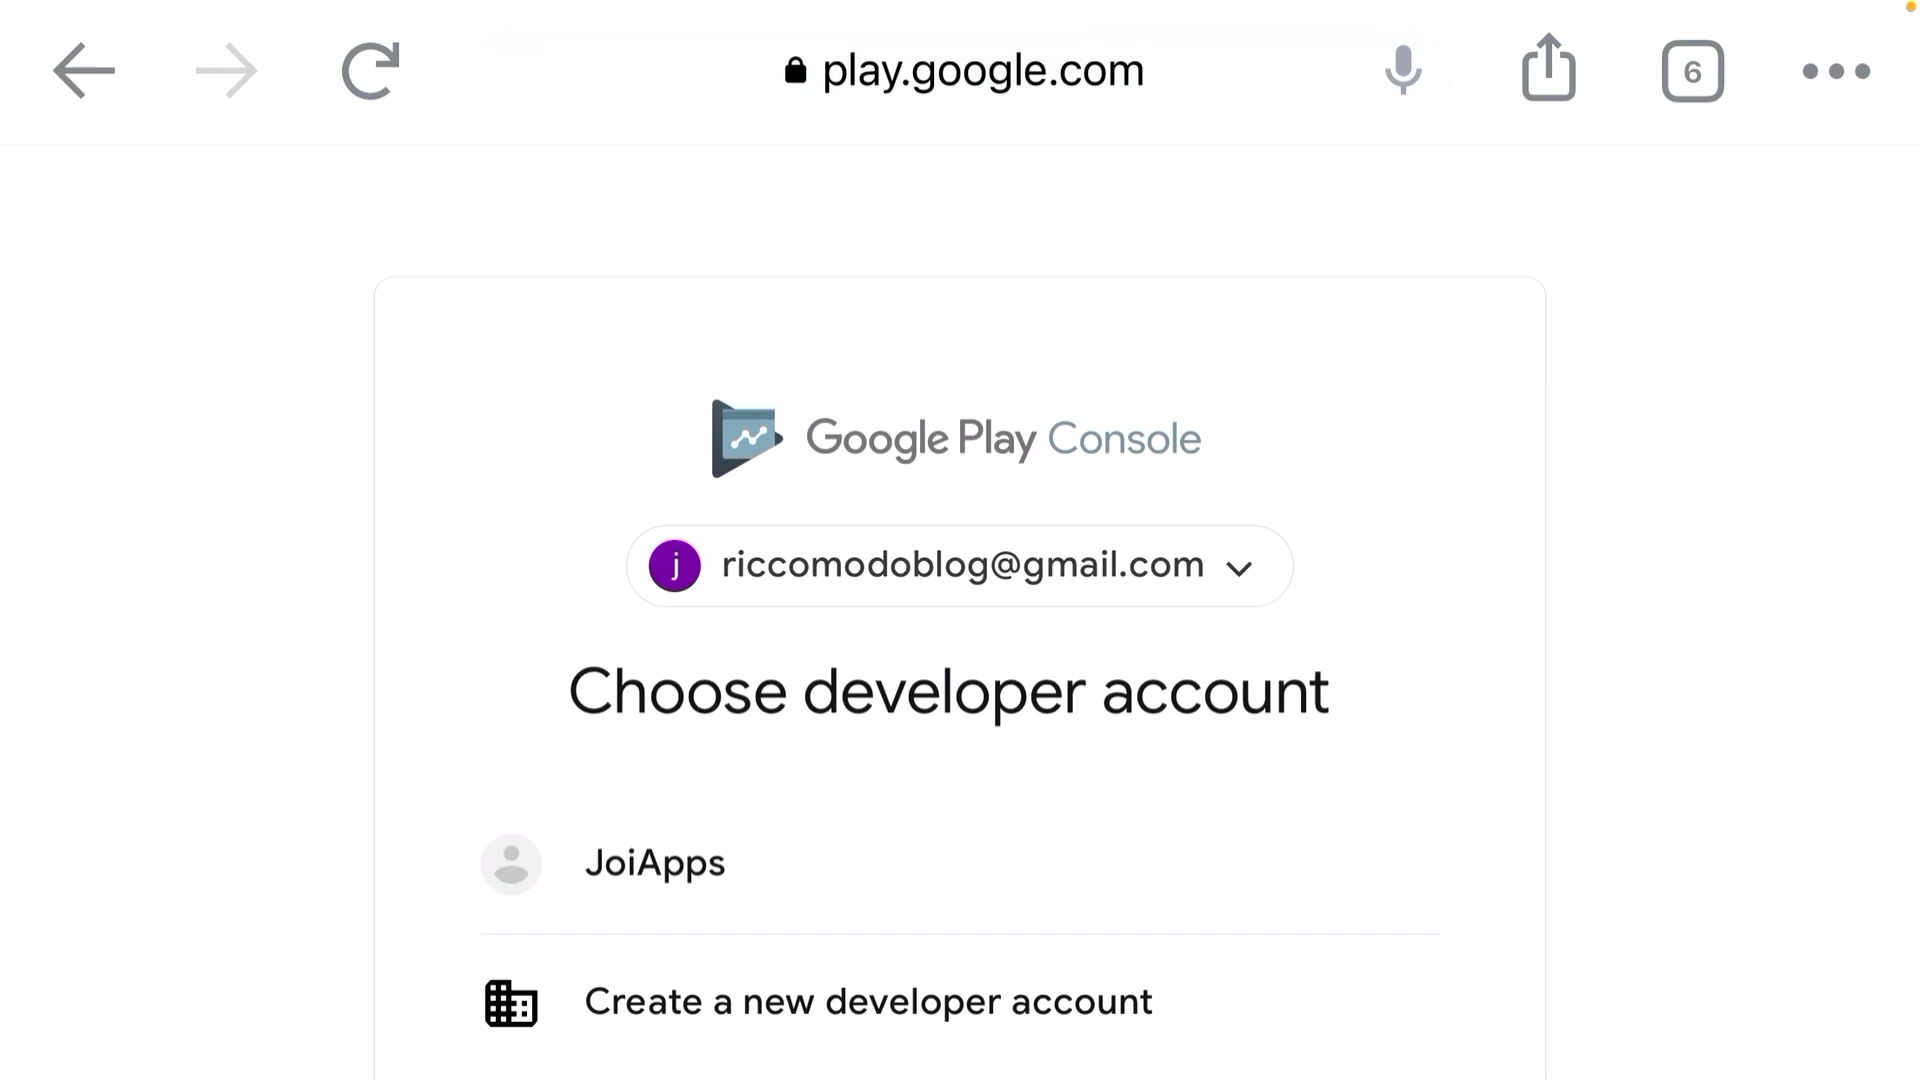 play.google.com
6
Google Play Console
j
riccomodoblog@gmail.com
Choose developer account
JoiApps
Create a new developer account